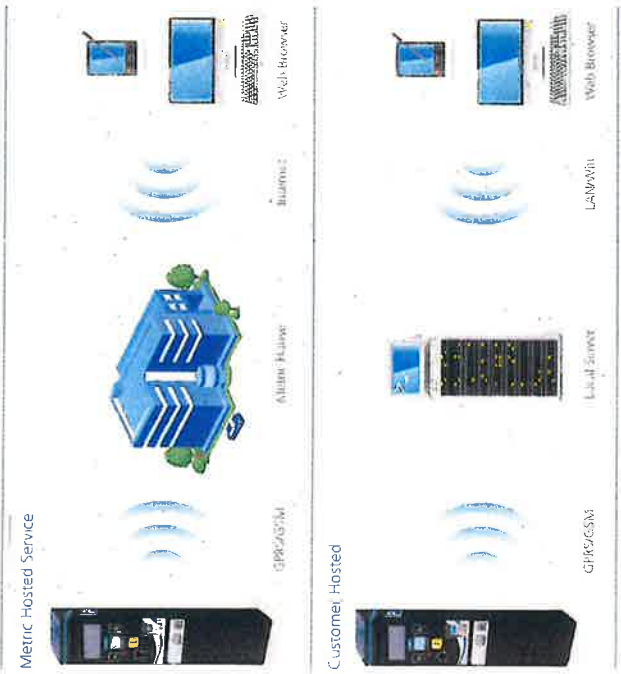 Metric Hosted Service
GPRS/GSM
Metric House
Internet
Web Browser
Customer Hosted
GPRS/GSM
Local Server
LAN/Wifi
Web Browser